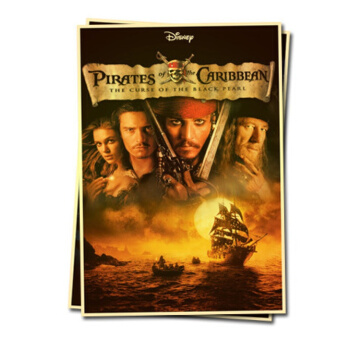 Disney
PIRATES of the CARIBBEAN
THE CURSE OF THE BLACK PEARL